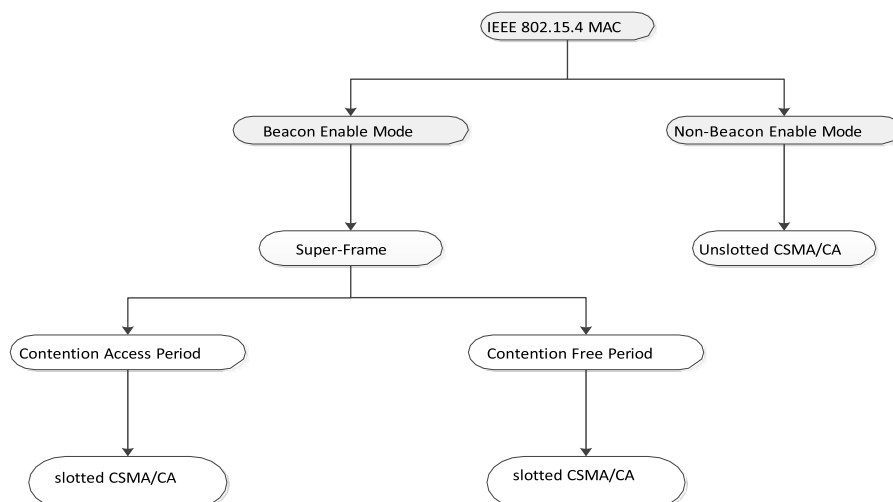 IEEE 802.15.4 MAC
Beacon Enable Mode
Non-Beacon Enable Mode
Super-Frame
Unslotted CSMA/CA
Contention Access Period
Contention Free Period
slotted CSMA/CA
slotted CSMA/CA